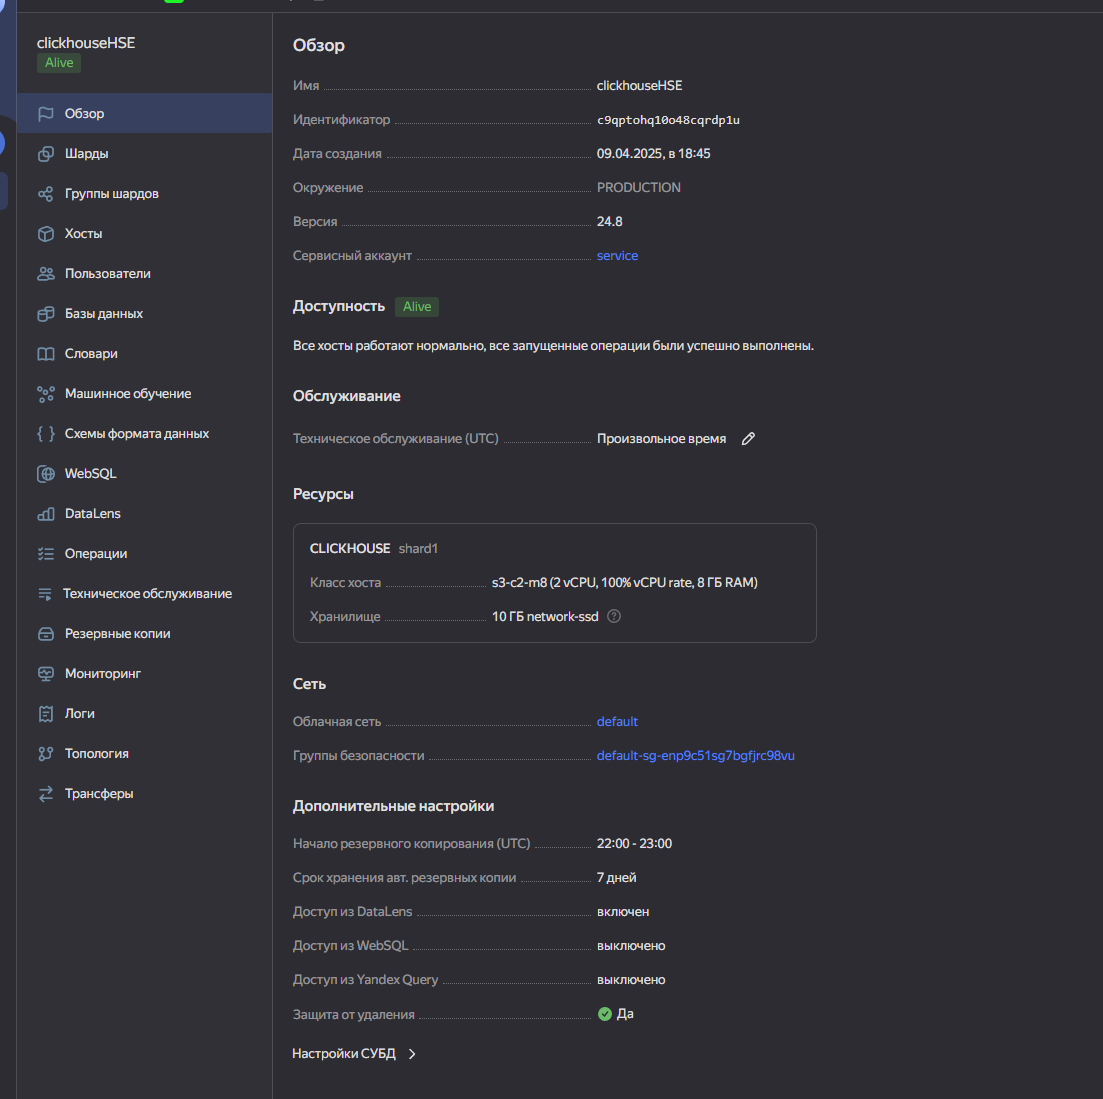 clickhouseHSE
Alive
Обзор
Шарды
Группы шардов
Хосты
Пользователи
Базы данных
Словари
Машинное обучение
Схемы формата данных
WebSQL
DataLens
Операции
Техническое обслуживание
Резервные копии
Мониторинг
Логи
Топология
Трансферы
Обзор
Имя clickhouseHSE
Идентификатор c9qptohq10o48cqrdp1u
Дата создания 09.04.2025, в 18:45
Окружение PRODUCTION
Версия 24.8
Сервисный аккаунт service
Доступность Alive
Все хосты работают нормально, все запущенные операции были успешно выполнены.
Обслуживание
Техническое обслуживание (UTC) Произвольное время
Ресурсы
CLICKHOUSE shard1
Класс хоста s3-c2-m8 (2 vCPU, 100% vCPU rate, 8 ГБ RAM)
Хранилище 10 ГБ network-ssd
Сеть
Облачная сеть default
Группы безопасности default-sg-enp9c51sg7bgfjrc98vu
Дополнительные настройки
Начало резервного копирования (UTC) 22:00 - 23:00
Срок хранения авт. резервных копии 7 дней
Доступ из DataLens включен
Доступ из WebSQL выключено
Доступ из Yandex Query выключено
Защита от удаления Да
Настройки СУБД